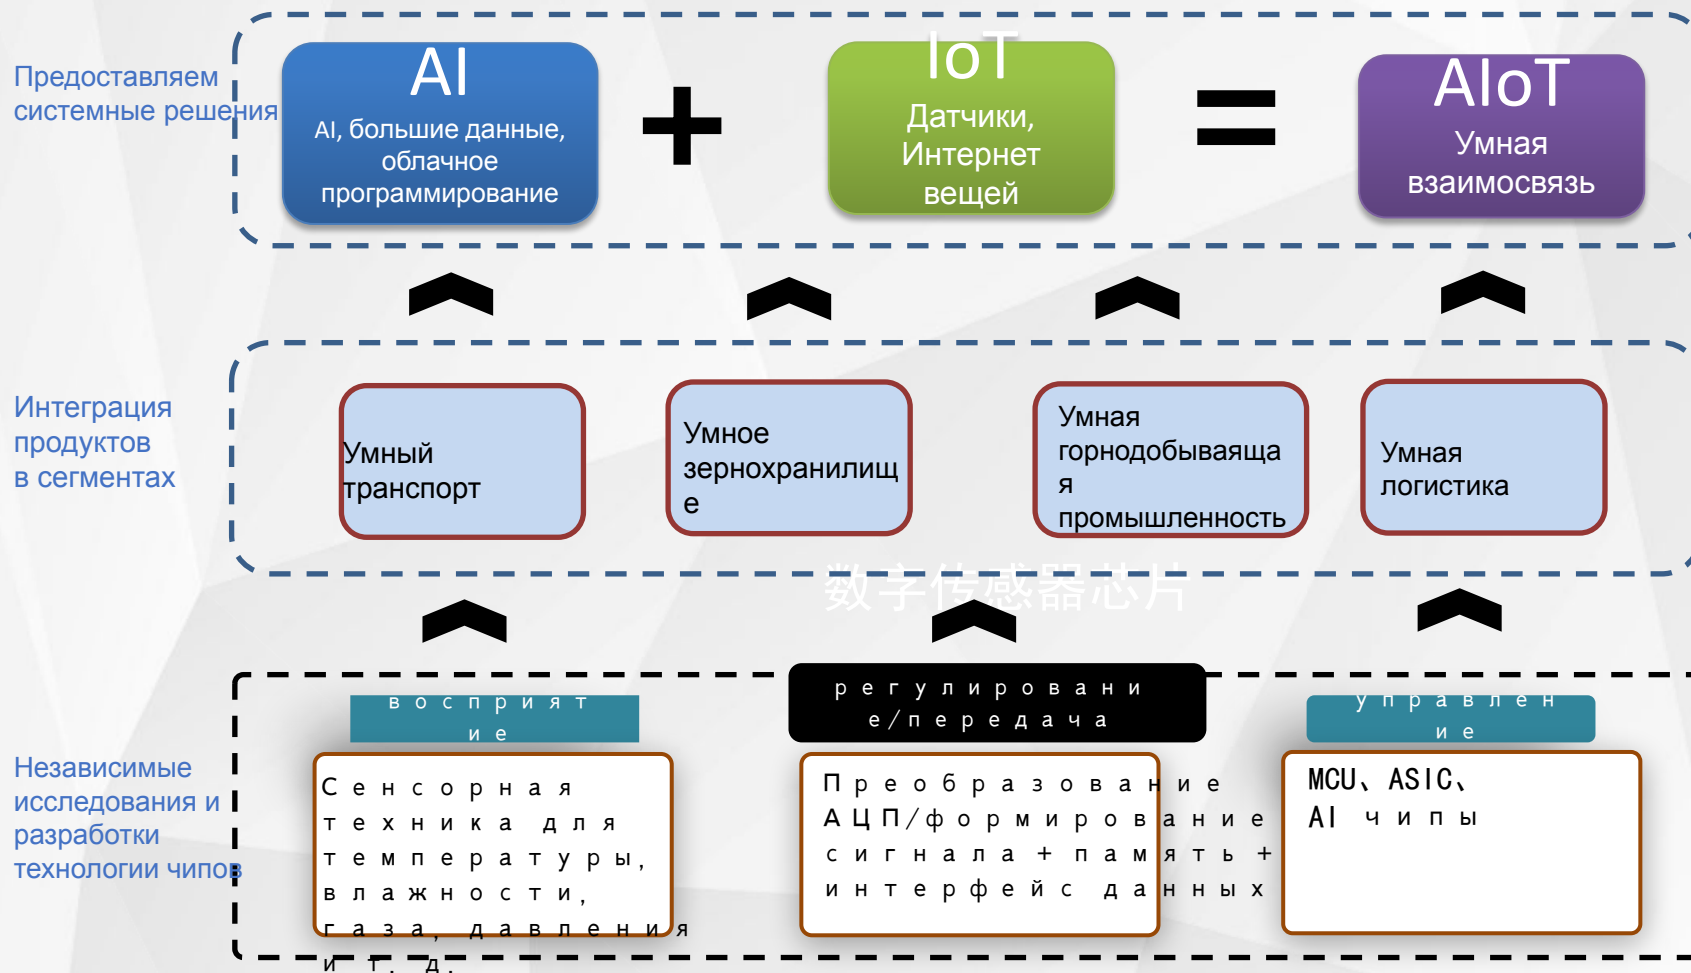 Предоставляем
системные решения
AI
AI, большие данные,
облачное
программирование
+
IoT
Датчики,
Интернет
вещей
=
AIoT
Умная
взаимосвязь
Интеграция
продуктов
в сегментах
Умный
транспорт
Умное
зернохранилищ
е
Умная
горнодобываяща
я
промышленность
Умная
логистика
数字传感器芯片
Независимые
исследования и
разработки
технологии чипов
восприят
ие
Сенсорная
техника для
температуры,
влажности,
газа, давления
и т. д.
регулировани
е/передача
Преобразование
АЦП/формирование
сигнала+память+
интерфейс данных
управлен
ие
MCU、ASIC、
AI чипы